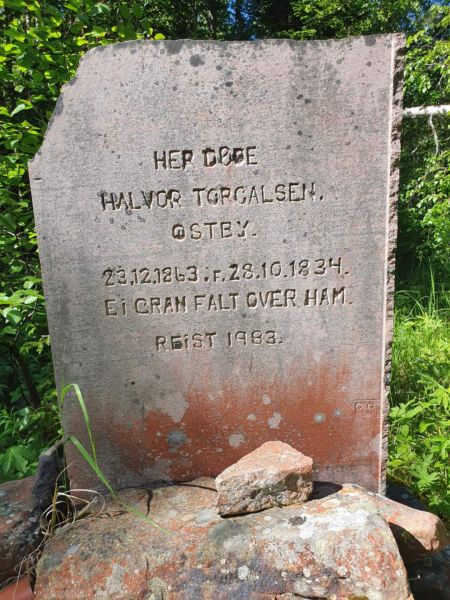 HER DØDE
HALVOR TORGALSEN.
ØSTBY.
23.12.1863.F.28.10.1834.
EI GRAN FALT OVER HAM.
REIST 1983.